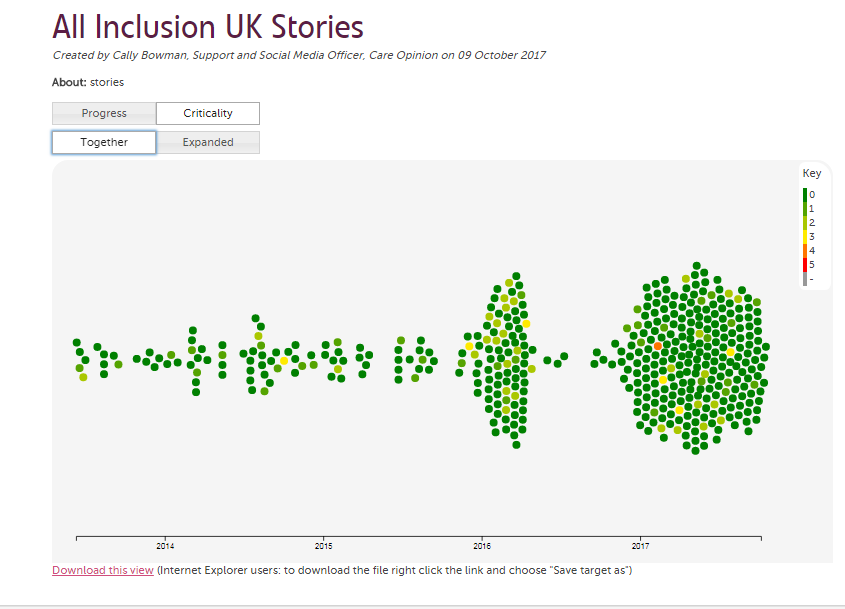 All Inclusion UK Stories
Created by Cally Bowman, Support and Social Media Officer, Care Opinion on 09 October 2017
About: stories
Progress Criticality
Together Expanded
Key
0
1
2
3
4
5
-
2014 2015 2016 2017
Download this view (Internet Explorer users: to download the file right click the link and choose "Save target as")